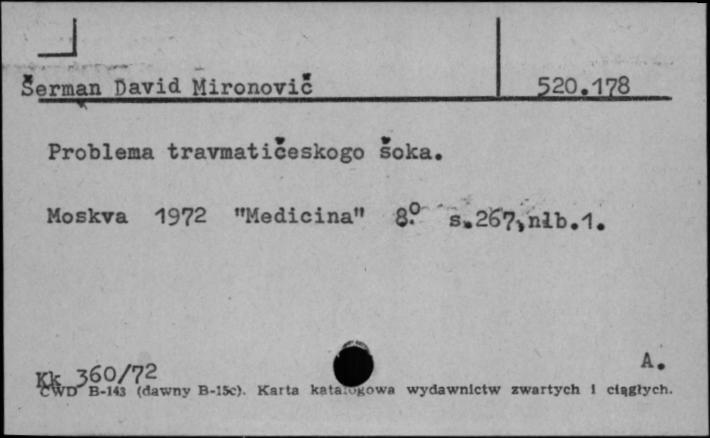 Šerman David Mironovič 520.178
Problema travmatičeskogo šoka.
Moskva 1972 "Medicina" 8º. s.267,nlb.1.
A.
Kk 360/72
CWD B-143 (dawny B-15c). Karta katalogowa wydawnictw zwartych i ciągłych.